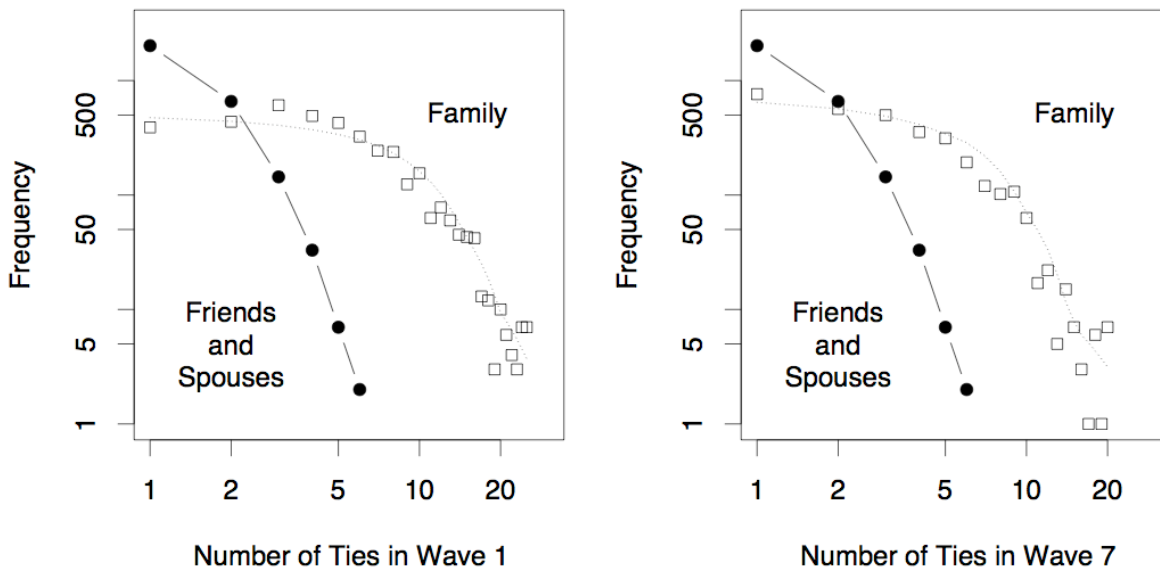 Frequency
500
50
5
1
Family
Friends
and
Spouses
1 2 5 10 20
Number of Ties in Wave 1
Frequency
500
50
5
1
Family
Friends
and
Spouses
1 2 5 10 20
Number of Ties in Wave 7